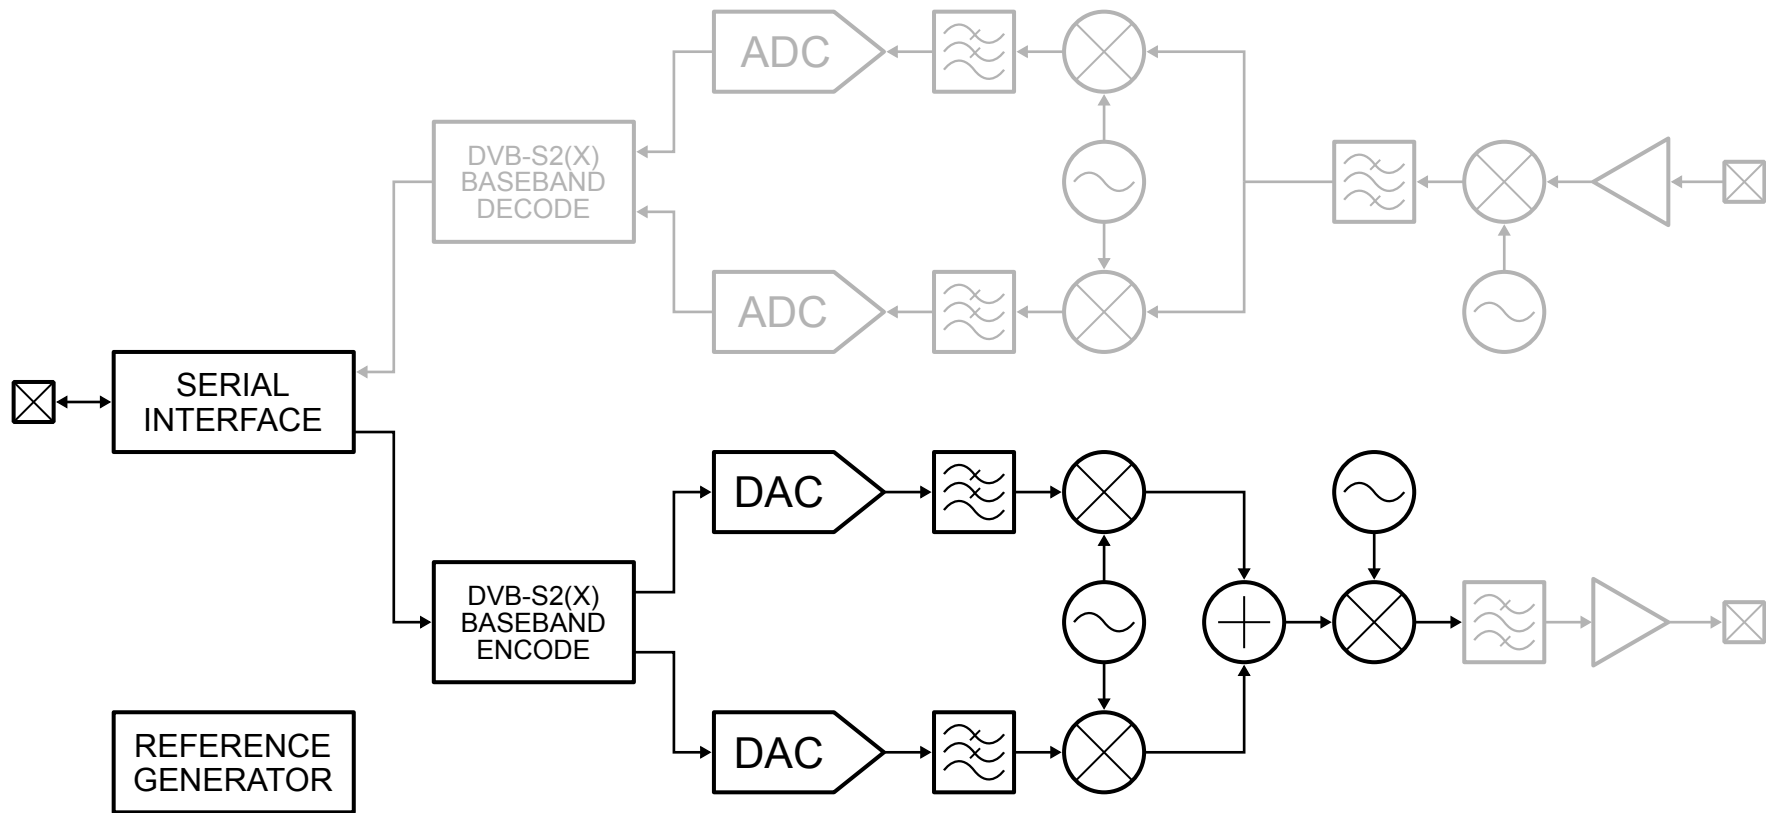 ADC
DVB-S2(X)
BASEBAND
DECODE
ADC
SERIAL
INTERFACE
DAC
DVB-S2(X)
BASEBAND
ENCODE
DAC
REFERENCE
GENERATOR